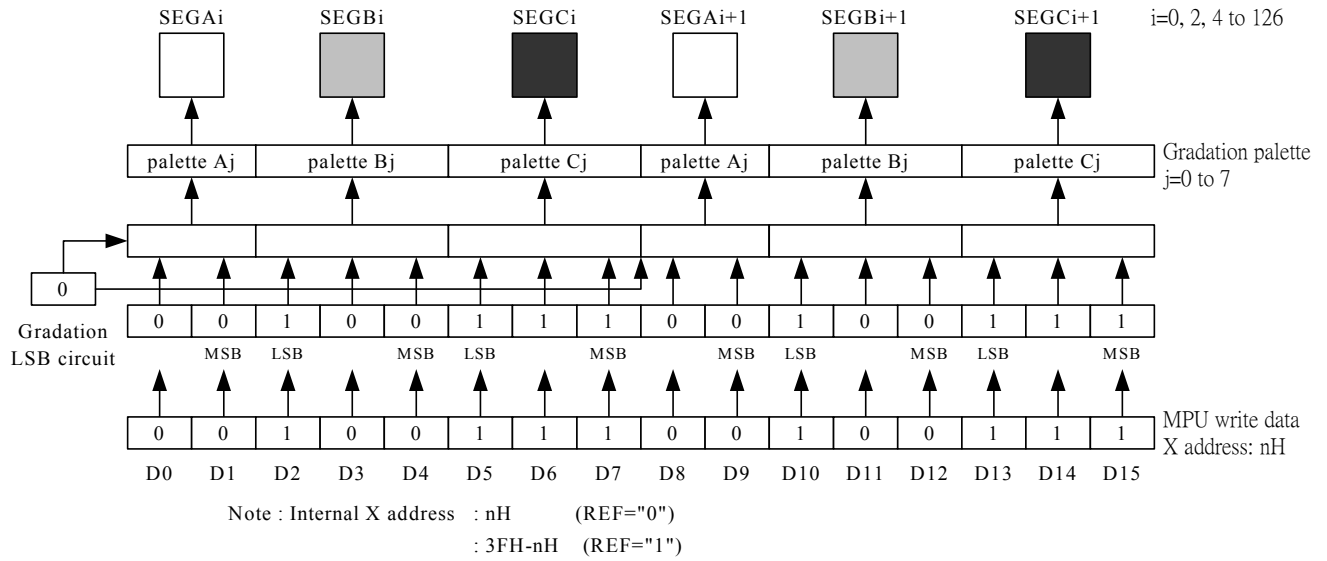 SEGAi SEGBi SEGCi SEGAi+1 SEGBi+1 SEGCi+1 i=0, 2, 4 to 126
palette Aj palette Bj palette Cj palette Aj palette Bj palette Cj
Gradation palette
j=0 to 7
0
Gradation
LSB circuit
0 0 1 0 0 1 1 1 0 0 1 0 0 1 1 1
MSB LSB MSB LSB MSB MSB LSB MSB LSB MSB
0 0 1 0 0 1 1 1 0 0 1 0 0 1 1 1
MPU write data
X address: nH
D0 D1 D2 D3 D4 D5 D6 D7 D8 D9 D10 D11 D12 D13 D14 D15
Note : Internal X address : nH (REF="0")
: 3FH-nH (REF="1")